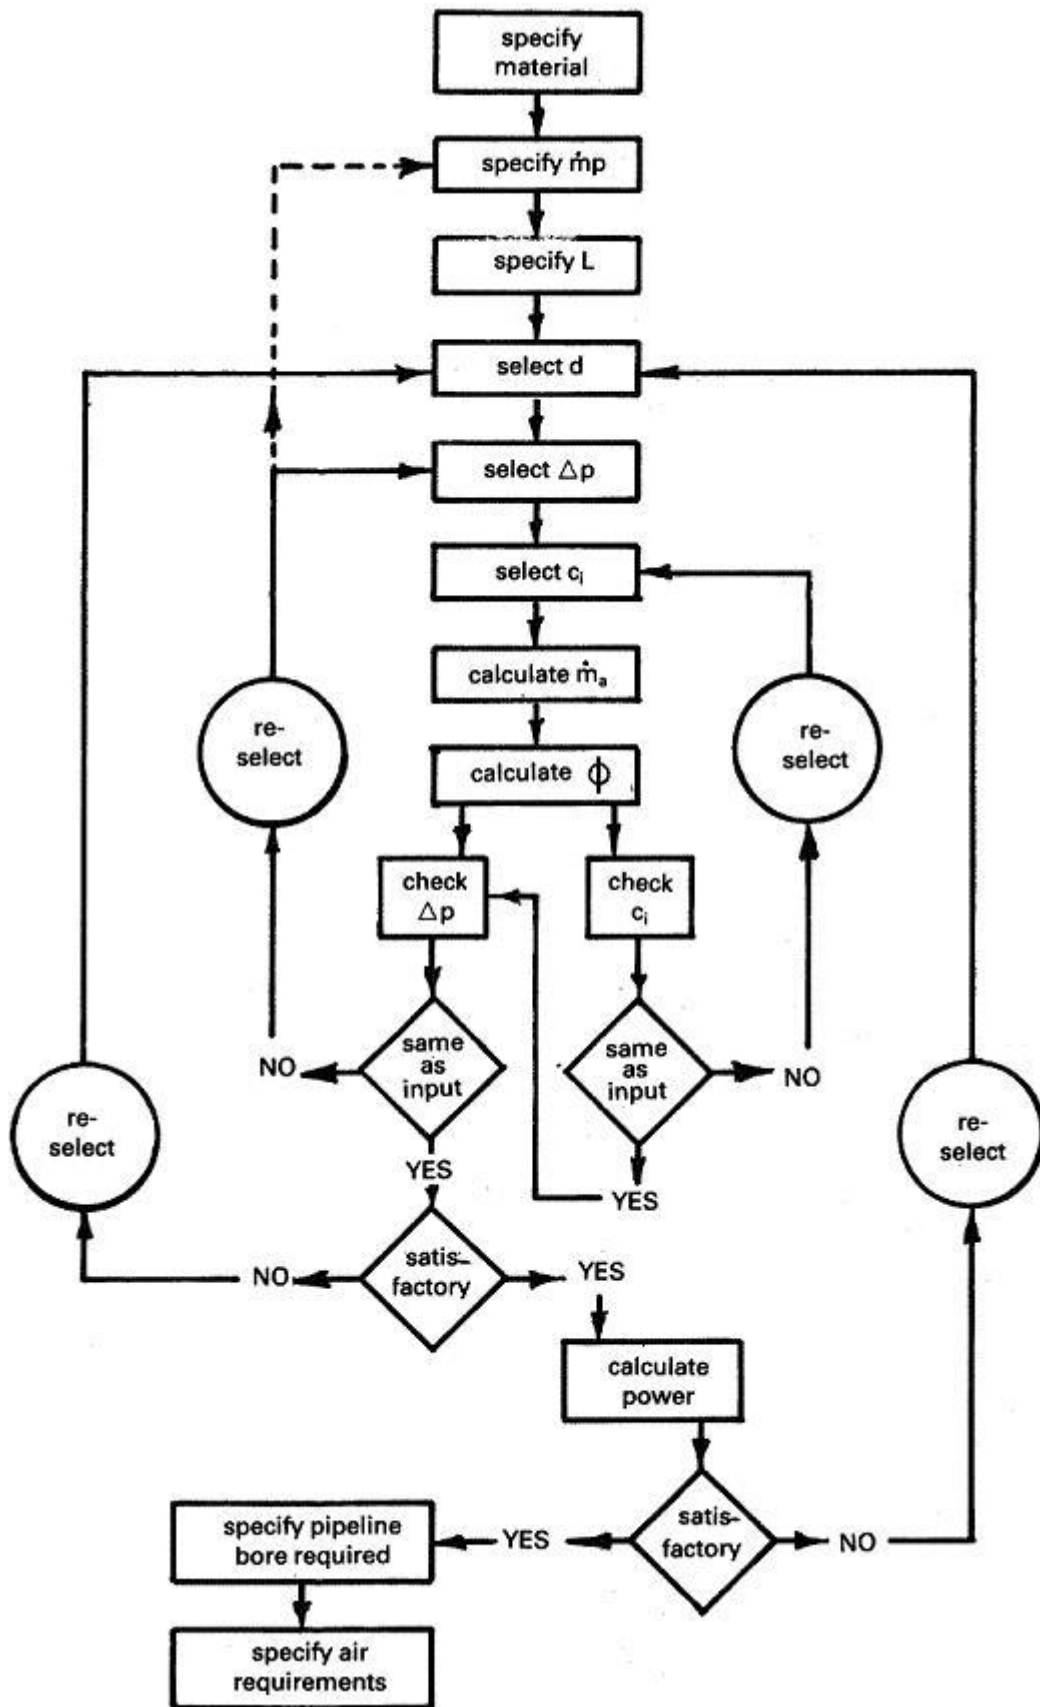 specify
material
specify ṁp
specify L
select d
select △p
select cᵢ
calculate ṁₐ
re-
select
re-
select
calculate ϕ
check
△p
check
cᵢ
same
as
input
same
as
input
NO
NO
re-
select
re-
select
YES
YES
satis-
factory
NO
YES
calculate
power
satis-
factory
YES
NO
specify pipeline
bore required
specify air
requirements